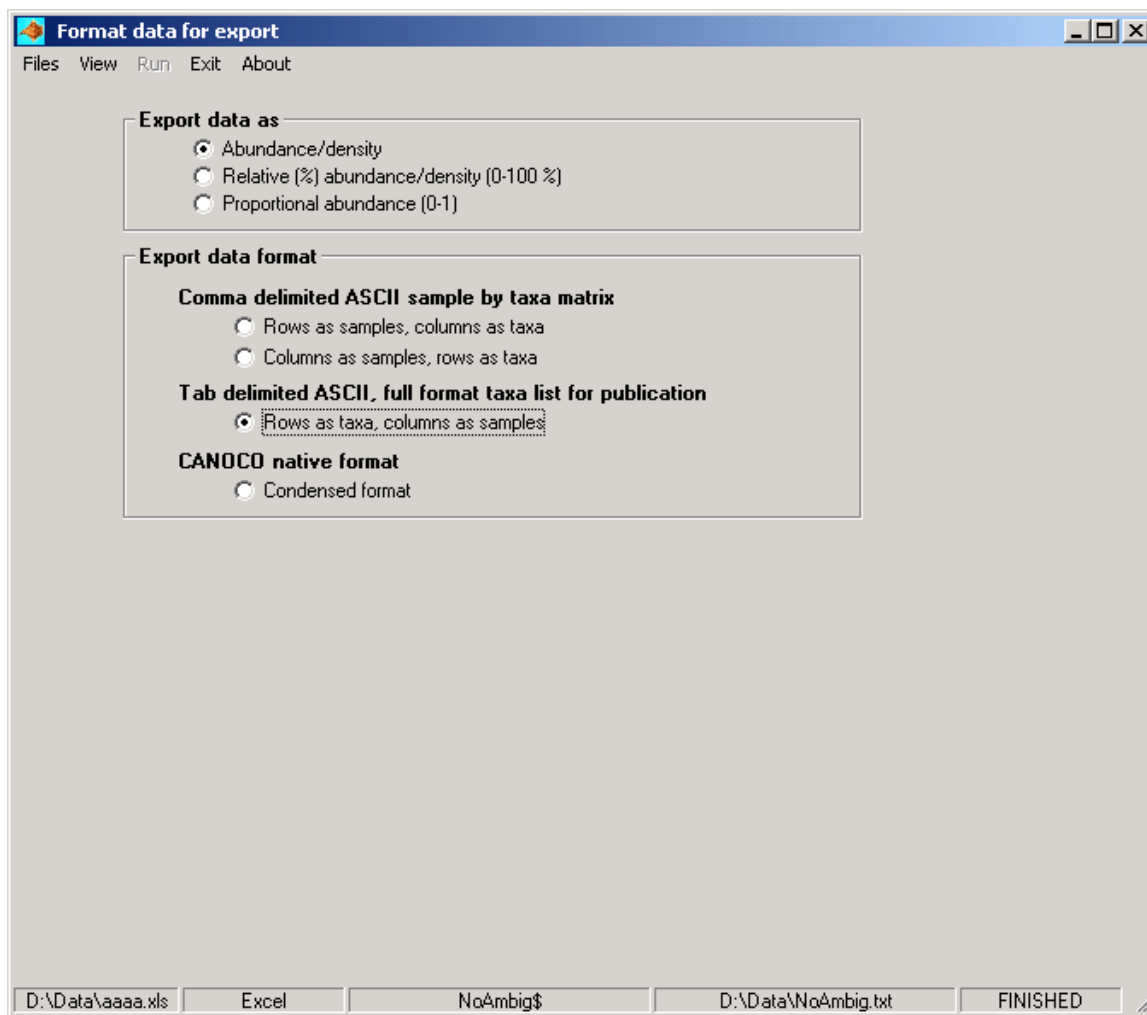 Format data for export
Files View Run Exit About
Export data as
Abundance/density
Relative (%) abundance/density (0-100 %)
Proportional abundance (0-1)
Export data format
Comma delimited ASCII sample by taxa matrix
Rows as samples, columns as taxa
Columns as samples, rows as taxa
Tab delimited ASCII, full format taxa list for publication
Rows as taxa, columns as samples
CANOCO native format
Condensed format
D:\Data\aaaa.xls Excel NoAmbig$ D:\Data\NoAmbig.txt FINISHED